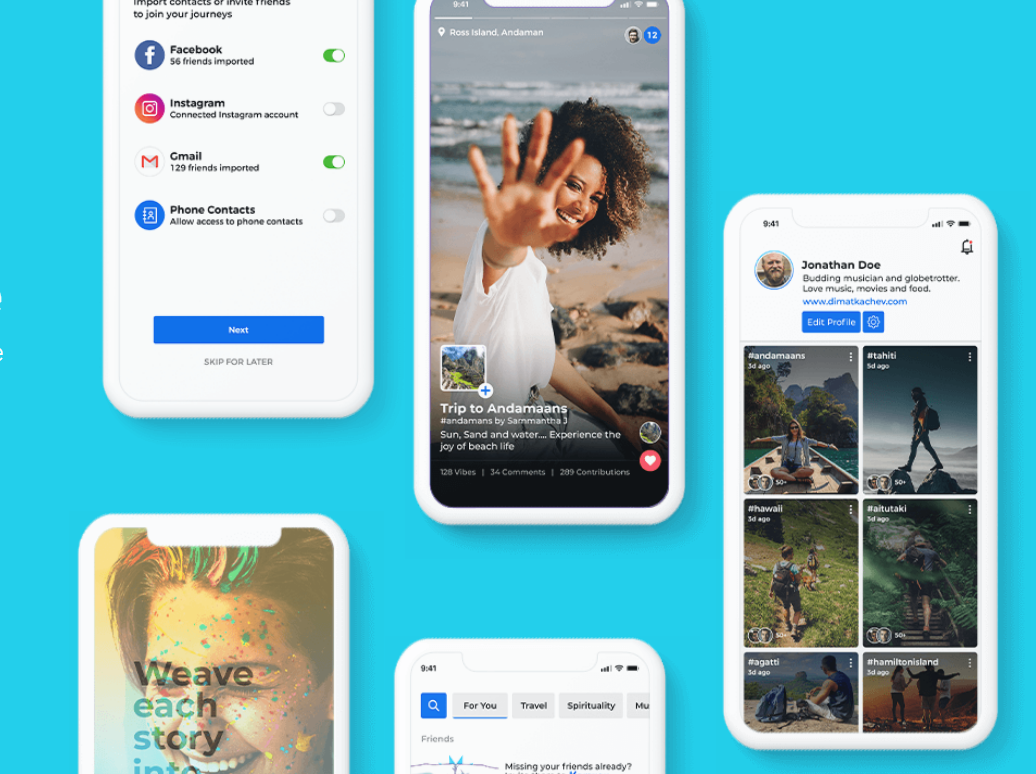 import contacts or invite friends
to join your journeys
Facebook
56 friends imported
Instagram
Connected Instagram account
Gmail
129 friends imported
Phone Contacts
Allow access to phone contacts
Next
SKIP FOR LATER
9:41
Ross Island, Andaman
12
Trip to Andamaans
#andamans by Sammantha J
Sun, Sand and water.... Experience the
joy of beach life
128 Vibes | 34 Comments | 289 Contributions
9:41
Jonathan Doe
Budding musician and globetrotter.
Love music, movies and food.
www.dimatkachev.com
Edit Profile
#andamaans
3d ago
50+
#tahiti
5d ago
50+
#hawaii
3d ago
50+
#aitutaki
3d ago
50+
#agatti
3d ago
#hamiltonisland
3d ago
Weave
each
story
into
9:41
For You
Travel
Spirituality
Mu
Friends
Missing your friends already?